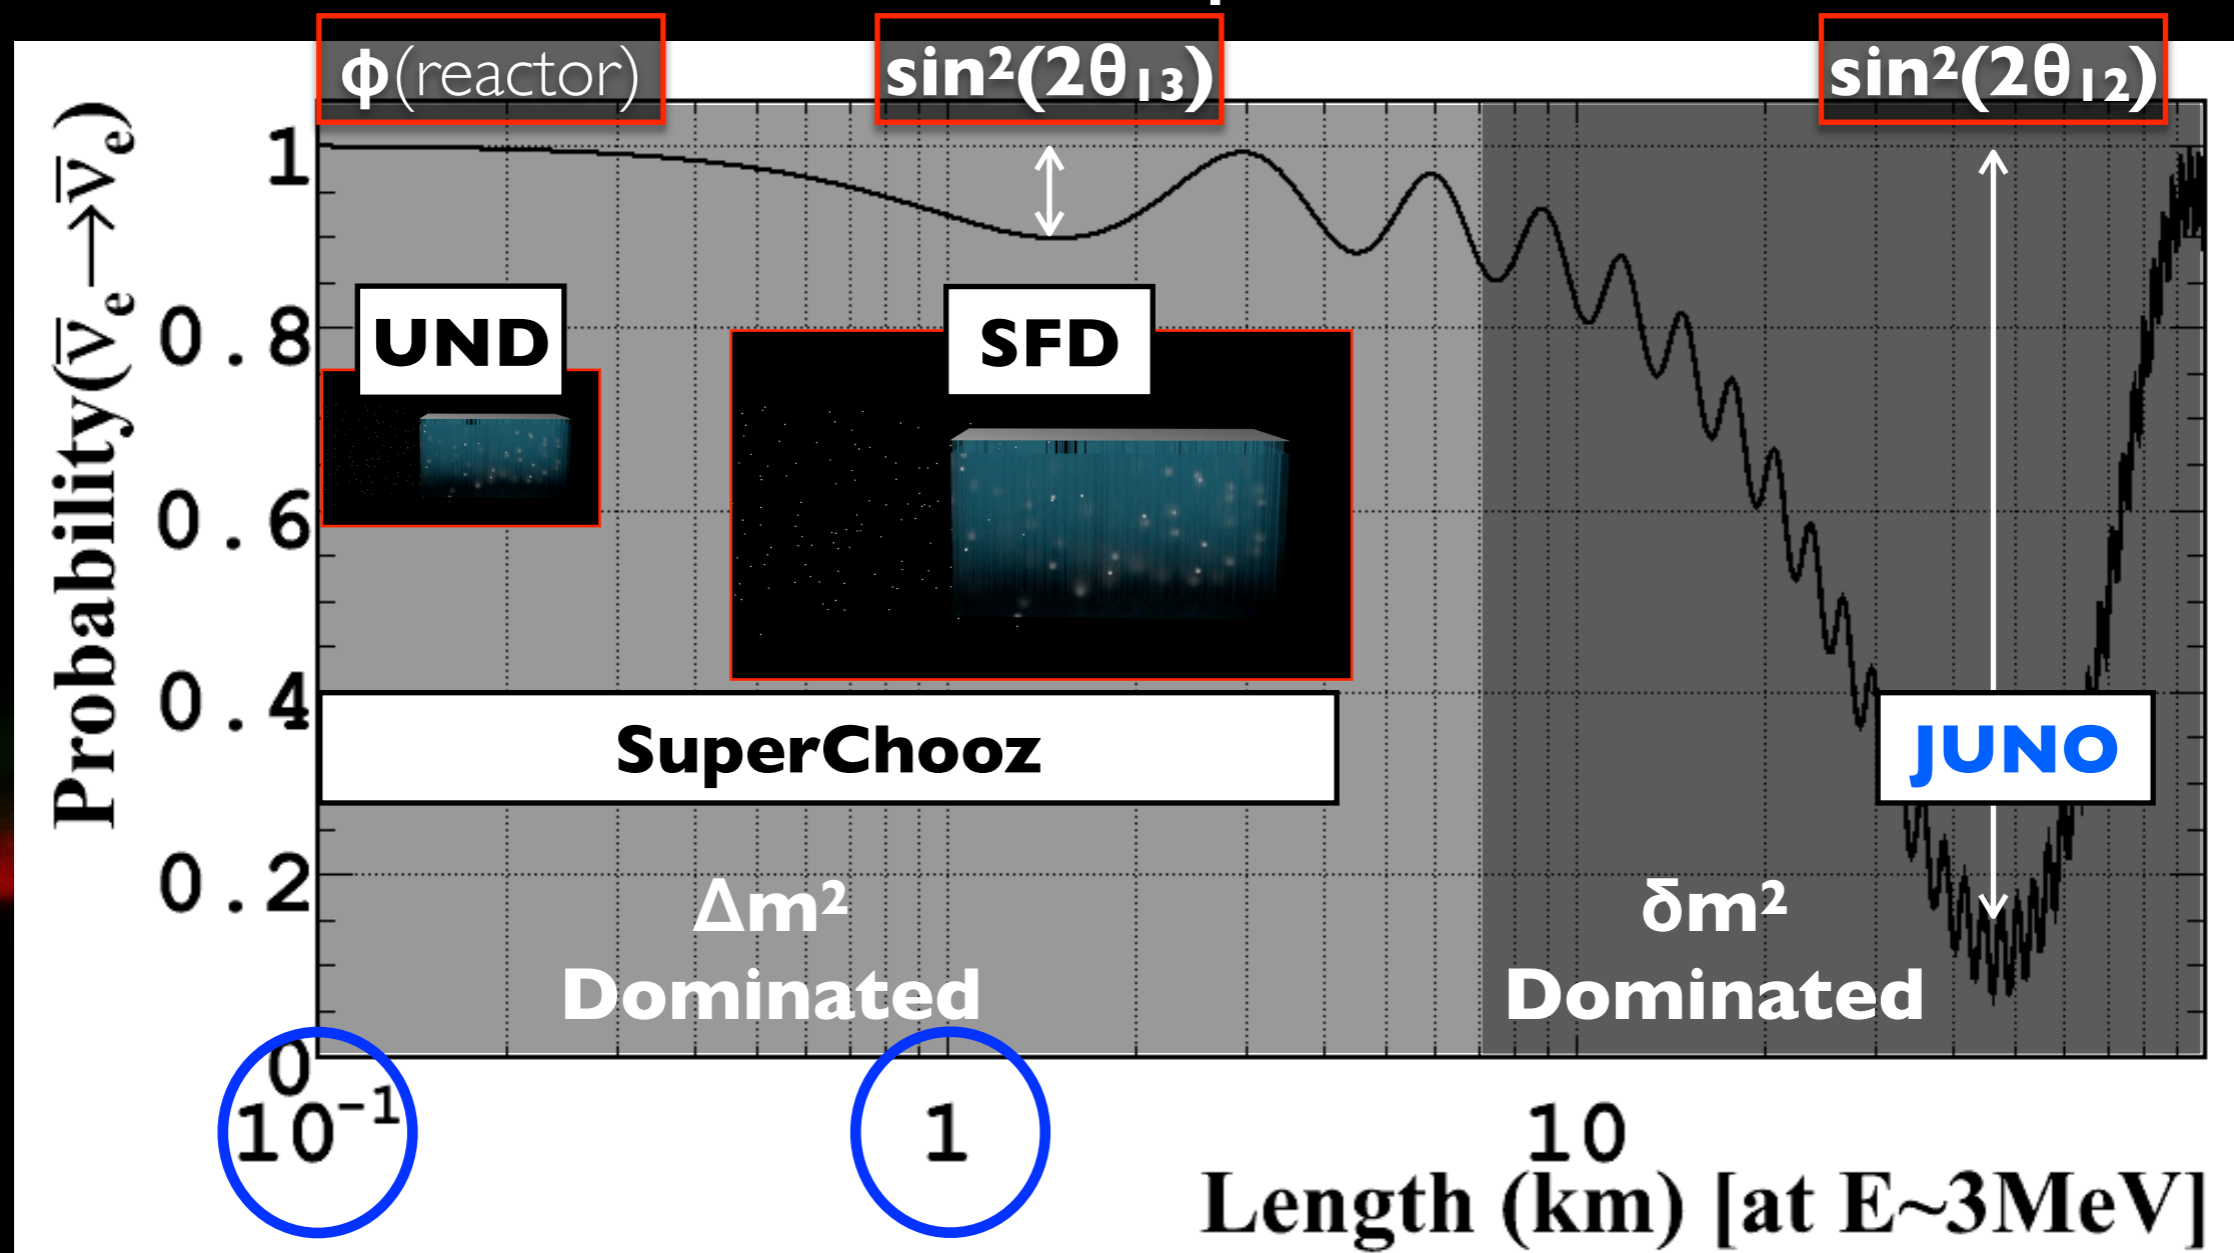 ϕ(reactor)
sin²(2θ₁₃)
sin²(2θ₁₂)
Probability(ν̅e→ν̅e)
1
0.8
0.6
0.4
0.2
0
UND
SFD
SuperChooz
JUNO
Δm²
Dominated
δm²
Dominated
10⁻¹
1
10
Length (km) [at E~3MeV]